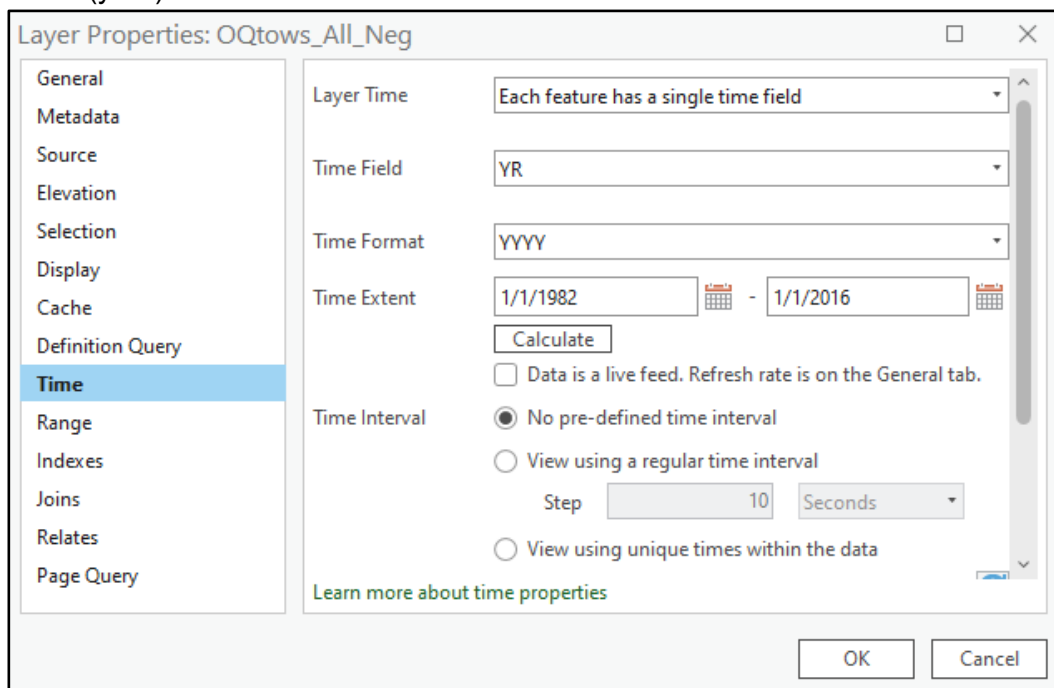 Layer Properties: OQtows_All_Neg
General
Metadata
Source
Elevation
Selection
Display
Cache
Definition Query
Time
Range
Indexes
Joins
Relates
Page Query
Layer Time Each feature has a single time field
Time Field YR
Time Format YYYY
Time Extent 1/1/1982 - 1/1/2016
Calculate
Data is a live feed. Refresh rate is on the General tab.
Time Interval No pre-defined time interval
View using a regular time interval
Step 10 Seconds
View using unique times within the data
Learn more about time properties
OK Cancel